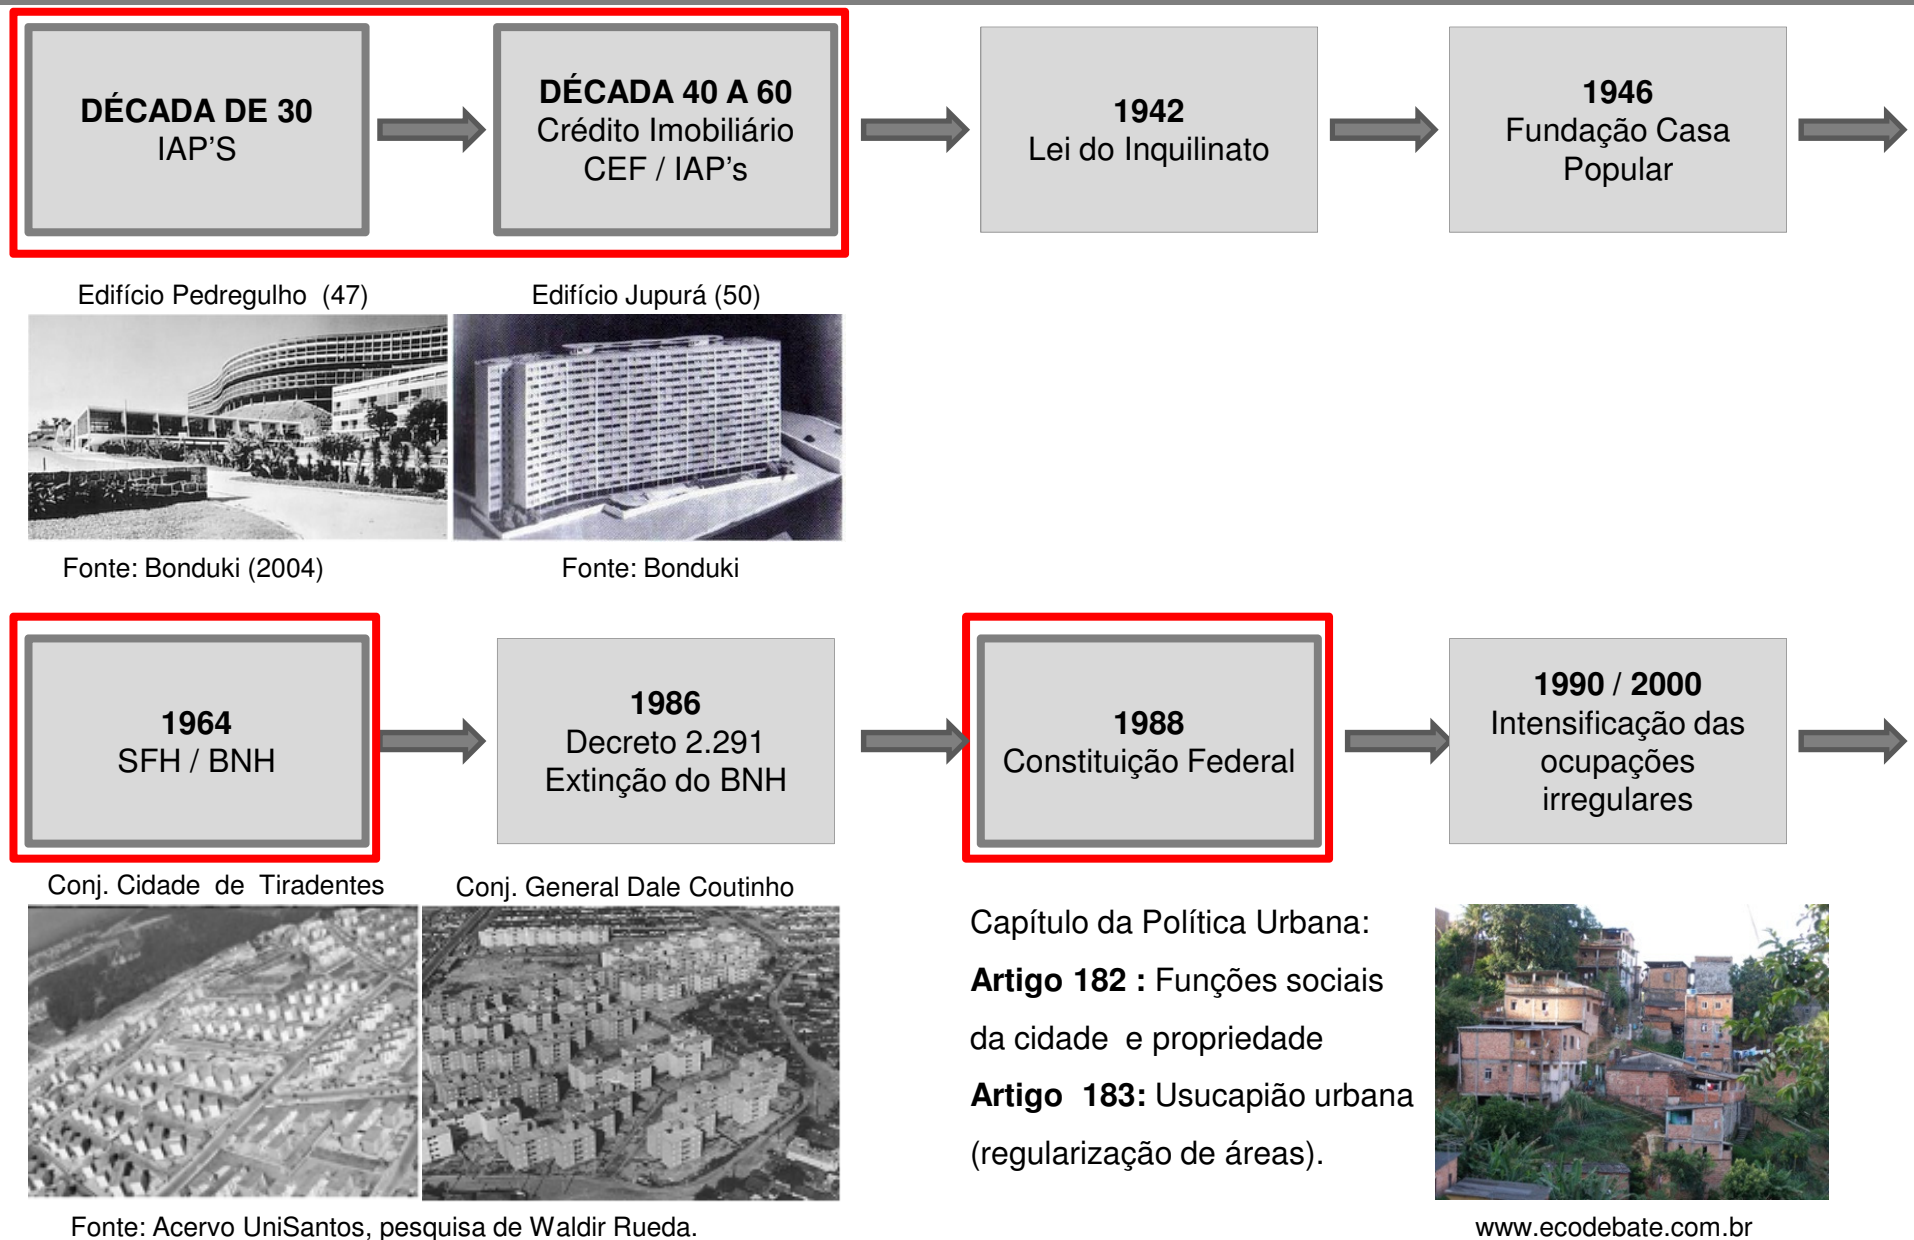 DÉCADA DE 30
IAP'S
DÉCADA 40 A 60
Crédito Imobiliário
CEF / IAP's
1942
Lei do Inquilinato
1946
Fundação Casa
Popular
Edifício Pedregulho (47)
Edifício Jupurá (50)
Fonte: Bonduki (2004)
Fonte: Bonduki
1964
SFH / BNH
1986
Decreto 2.291
Extinção do BNH
1988
Constituição Federal
1990 / 2000
Intensificação das
ocupações
irregulares
Conj. Cidade de Tiradentes
Conj. General Dale Coutinho
Capítulo da Política Urbana:
Artigo 182 : Funções sociais
da cidade e propriedade
Artigo 183: Usucapião urbana
(regularização de áreas).
Fonte: Acervo UniSantos, pesquisa de Waldir Rueda.
www.ecodebate.com.br